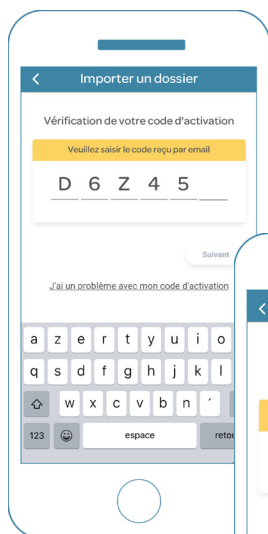 Importer un dossier
Vérification de votre code d'activation
Veuillez saisir le code reçu par email
D 6 Z 4 5
Suivant
J'ai un problème avec mon code d'activation
a z e r t y u i o
q s d f g h j k l
w x c v b n ´
123 espace